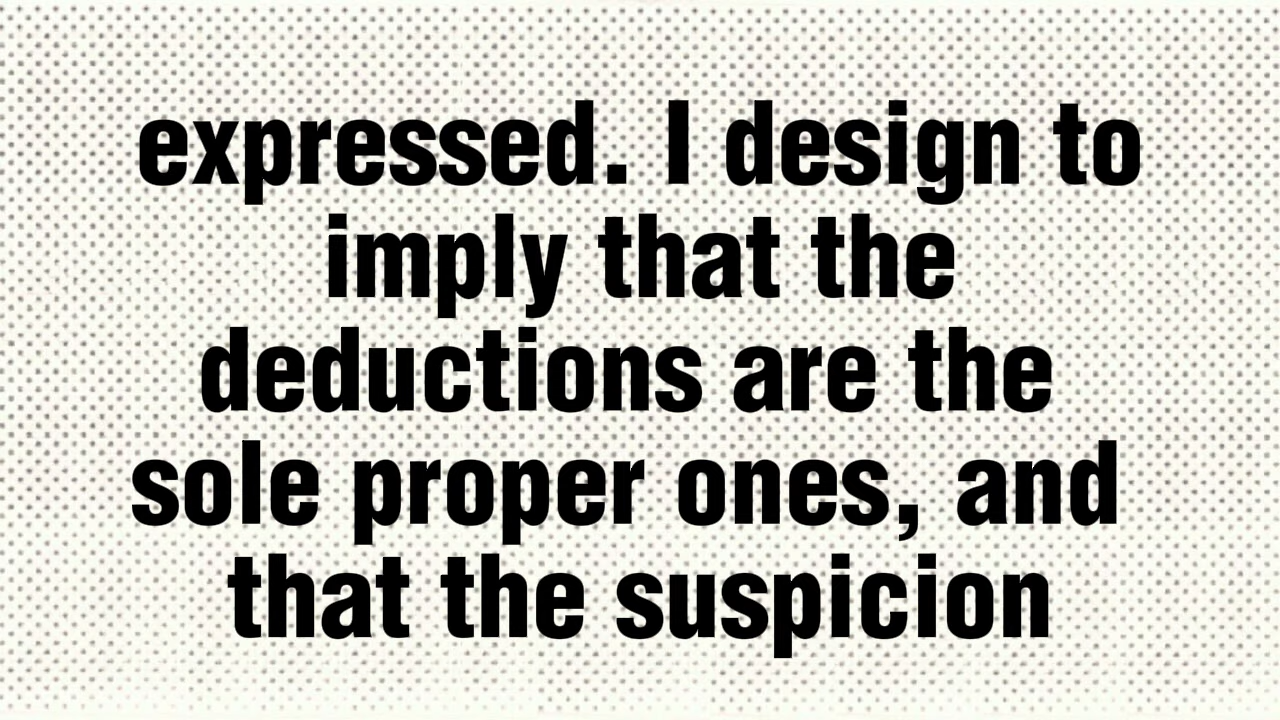 expressed. I design to
imply that the
deductions are the
sole proper ones, and
that the suspicion